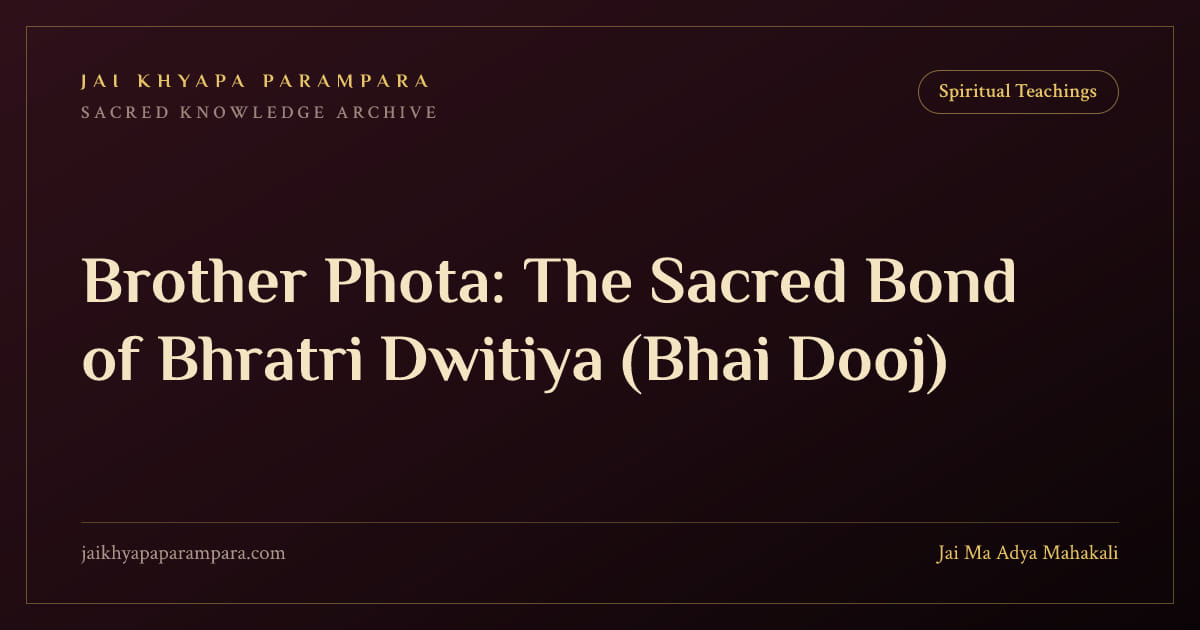 JAI KHYAPA PARAMPARA
SACRED KNOWLEDGE ARCHIVE
Spiritual Teachings
Brother Phota: The Sacred Bond
of Bhratri Dwitiya (Bhai Dooj)
jaikhyapaparampara.com
Jai Ma Adya Mahakali